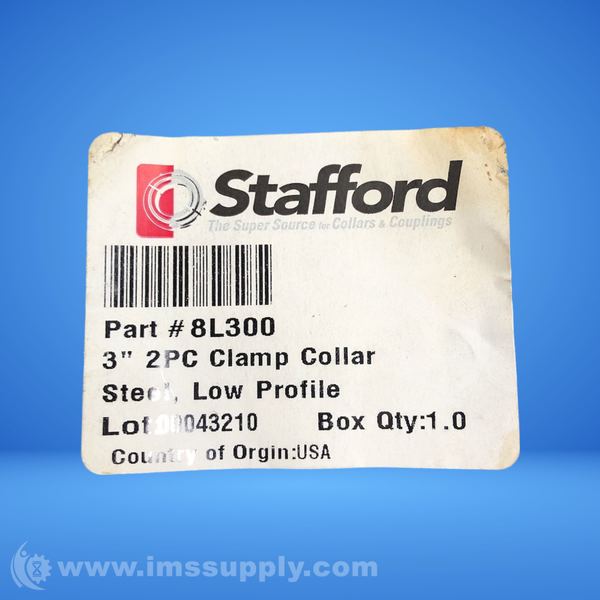 Stafford
The Super Source for Collars & Couplings
Part # 8L300
3" 2PC Clamp Collar
Steel, Low Profile
Lot:00043210 Box Qty:1.0
Country of Orgin:USA
www.imssupply.com